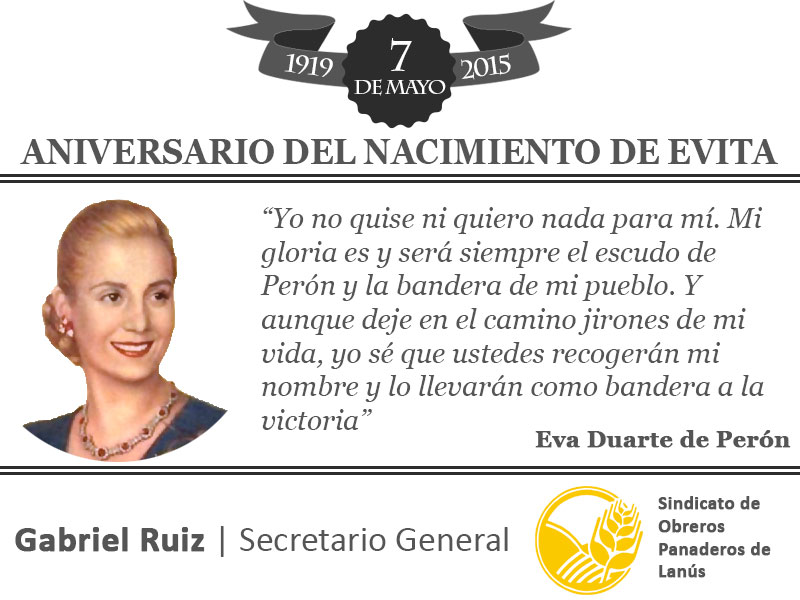 1919
7
DE MAYO
2015
ANIVERSARIO DEL NACIMIENTO DE EVITA
“Yo no quise ni quiero nada para mí. Mi
gloria es y será siempre el escudo de
Perón y la bandera de mi pueblo. Y
aunque deje en el camino jirones de mi
vida, yo sé que ustedes recogerán mi
nombre y lo llevarán como bandera a la
victoria”
Eva Duarte de Perón
Gabriel Ruiz | Secretario General
Sindicato de
Obreros
Panaderos de
Lanús